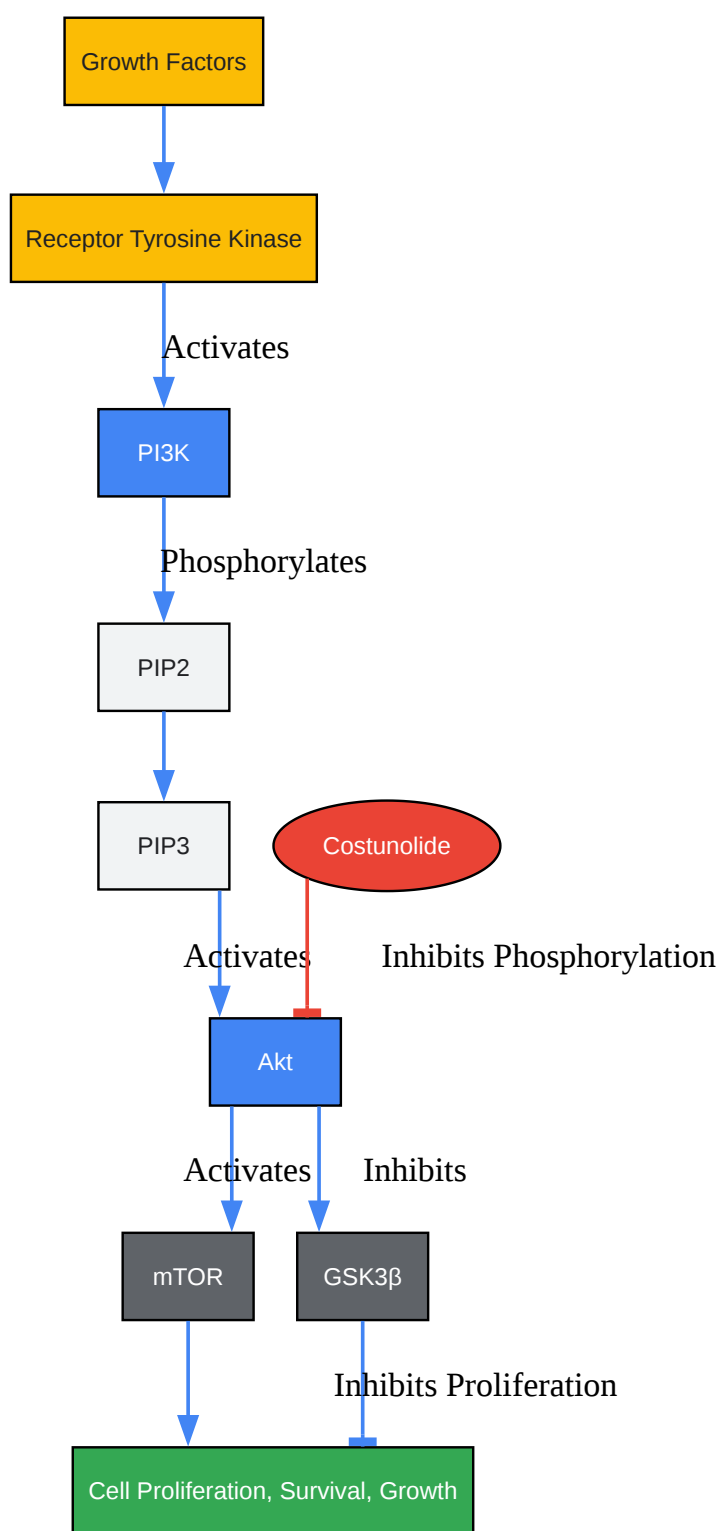 Growth Factors
Receptor Tyrosine Kinase
Activates
PI3K
Phosphorylates
PIP2
PIP3
Costunolide
Activates
Inhibits Phosphorylation
Akt
Activates
Inhibits
mTOR
GSK3β
Inhibits Proliferation
Cell Proliferation, Survival, Growth